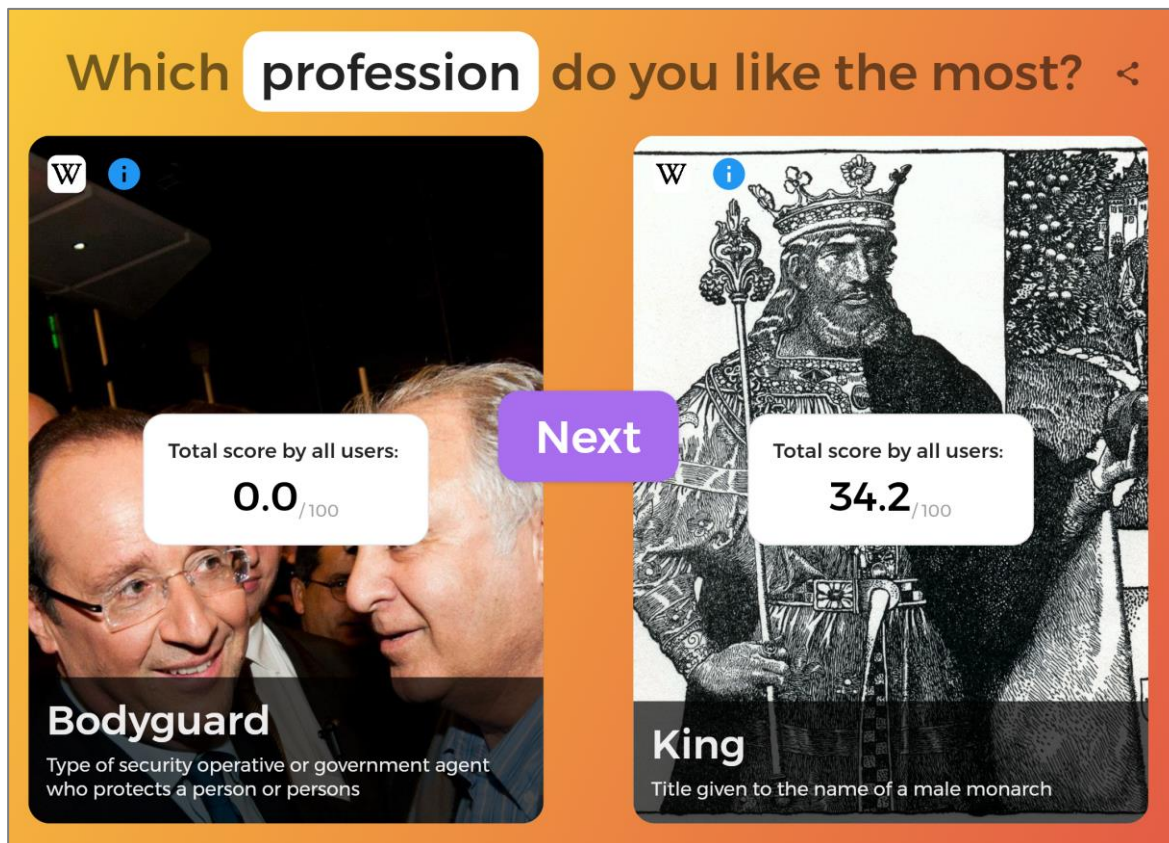 Which profession do you like the most?
W
i
Total score by all users:
0.0/100
Bodyguard
Type of security operative or government agent
who protects a person or persons
Next
W
i
Total score by all users:
34.2/100
King
Title given to the name of a male monarch